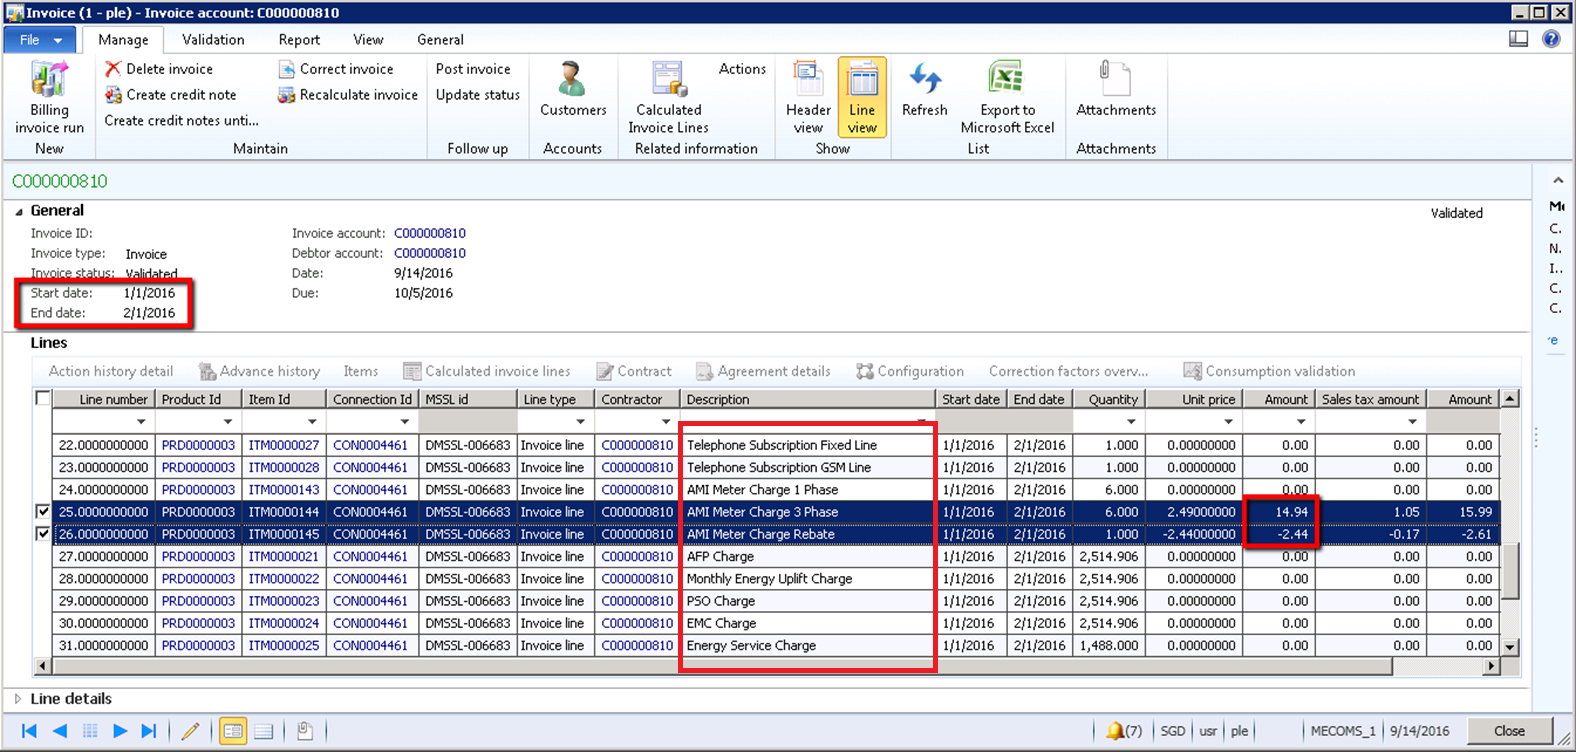 Invoice (1 - ple) - Invoice account: C000000810
File Manage Validation Report View General
Billing invoice run
New
Delete invoice
Create credit note
Create credit notes unti...
Correct invoice
Recalculate invoice
Maintain
Post invoice
Update status
Follow up
Customers
Accounts
Calculated Invoice Lines
Actions
Related information
Header view
Line view
Show
Refresh
Export to Microsoft Excel
List
Attachments
Attachments
C000000810
General
Validated
Invoice ID:
Invoice type: Invoice
Invoice status: Validated
Start date: 1/1/2016
End date: 2/1/2016
Invoice account: C000000810
Debtor account: C000000810
Date: 9/14/2016
Due: 10/5/2016
C.
N.
I..
C.
C.
Lines
Action history detail Advance history Items Calculated invoice lines Contract Agreement details Configuration Correction factors overv... Consumption validation
Line number Product Id Item Id Connection Id MSSL id Line type Contractor Description Start date End date Quantity Unit price Amount Sales tax amount Amount
22.0000000000 PRD0000003 ITM0000027 CON0004461 DMSSL-006683 Invoice line C000000810 Telephone Subscription Fixed Line 1/1/2016 2/1/2016 1.000 0.00000000 0.00 0.00 0.00
23.0000000000 PRD0000003 ITM0000028 CON0004461 DMSSL-006683 Invoice line C000000810 Telephone Subscription GSM Line 1/1/2016 2/1/2016 1.000 0.00000000 0.00 0.00 0.00
24.0000000000 PRD0000003 ITM0000143 CON0004461 DMSSL-006683 Invoice line C000000810 AMI Meter Charge 1 Phase 1/1/2016 2/1/2016 6.000 0.00000000 0.00 0.00 0.00
25.0000000000 PRD0000003 ITM0000144 CON0004461 DMSSL-006683 Invoice line C000000810 AMI Meter Charge 3 Phase 1/1/2016 2/1/2016 6.000 2.49000000 14.94 1.05 15.99
26.0000000000 PRD0000003 ITM0000145 CON0004461 DMSSL-006683 Invoice line C000000810 AMI Meter Charge Rebate 1/1/2016 2/1/2016 1.000 -2.44000000 -2.44 -0.17 -2.61
27.0000000000 PRD0000003 ITM0000021 CON0004461 DMSSL-006683 Invoice line C000000810 AFP Charge 1/1/2016 2/1/2016 2,514.906 0.00000000 0.00 0.00 0.00
28.0000000000 PRD0000003 ITM0000022 CON0004461 DMSSL-006683 Invoice line C000000810 Monthly Energy Uplift Charge 1/1/2016 2/1/2016 2,514.906 0.00000000 0.00 0.00 0.00
29.0000000000 PRD0000003 ITM0000023 CON0004461 DMSSL-006683 Invoice line C000000810 PSO Charge 1/1/2016 2/1/2016 2,514.906 0.00000000 0.00 0.00 0.00
30.0000000000 PRD0000003 ITM0000024 CON0004461 DMSSL-006683 Invoice line C000000810 EMC Charge 1/1/2016 2/1/2016 2,514.906 0.00000000 0.00 0.00 0.00
31.0000000000 PRD0000003 ITM0000025 CON0004461 DMSSL-006683 Invoice line C000000810 Energy Service Charge 1/1/2016 2/1/2016 1,488.000 0.00000000 0.00 0.00 0.00
Line details
(7) SGD usr ple MECOMS_1 9/14/2016 Close